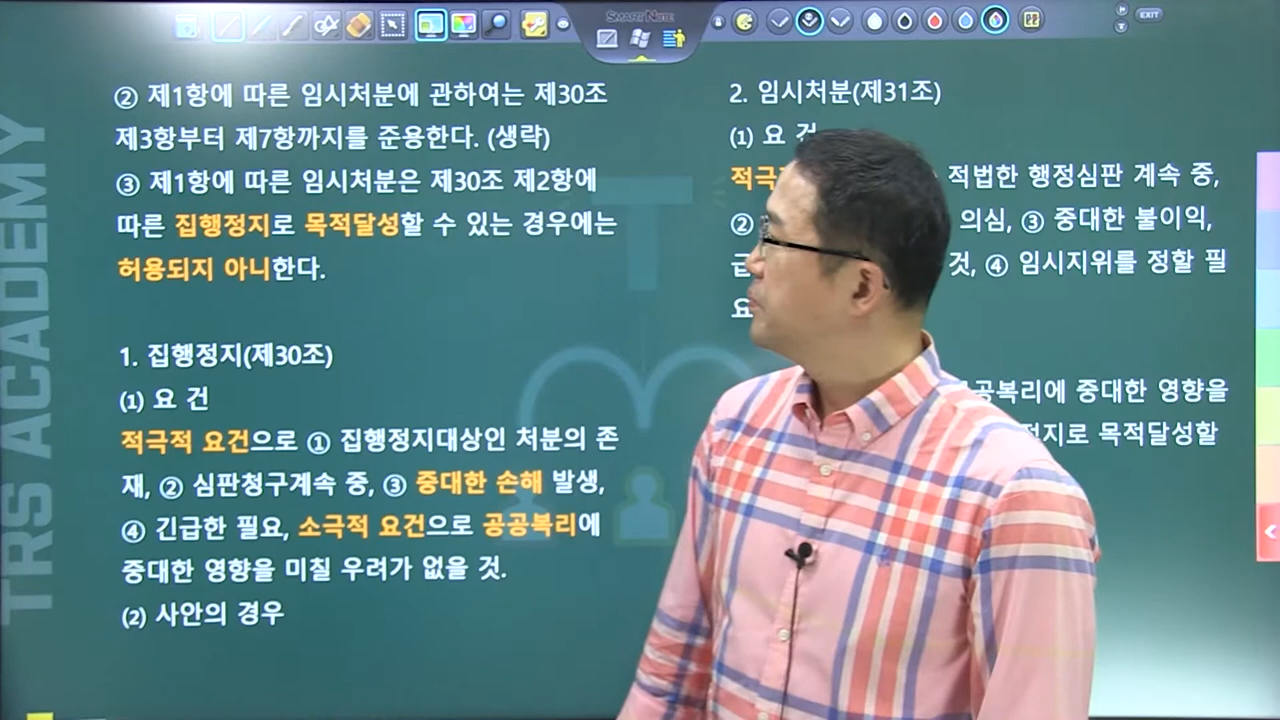 SMART NOTE
EXIT
TRS ACADEMY
② 제1항에 따른 임시처분에 관하여는 제30조
제3항부터 제7항까지를 준용한다. (생략)
③ 제1항에 따른 임시처분은 제30조 제2항에
따른 집행정지로 목적달성할 수 있는 경우에는
허용되지 아니한다.
1. 집행정지(제30조)
(1) 요 건
적극적 요건으로 ① 집행정지대상인 처분의 존
재, ② 심판청구계속 중, ③ 중대한 손해 발생,
④ 긴급한 필요, 소극적 요건으로 공공복리에
중대한 영향을 미칠 우려가 없을 것.
(2) 사안의 경우
2. 임시처분(제31조)
(1) 요 건
적극 적법한 행정심판 계속 중,
② 의심, ③ 중대한 불이익,
급 것, ④ 임시지위를 정할 필
요
공복리에 중대한 영향을
정지로 목적달성할